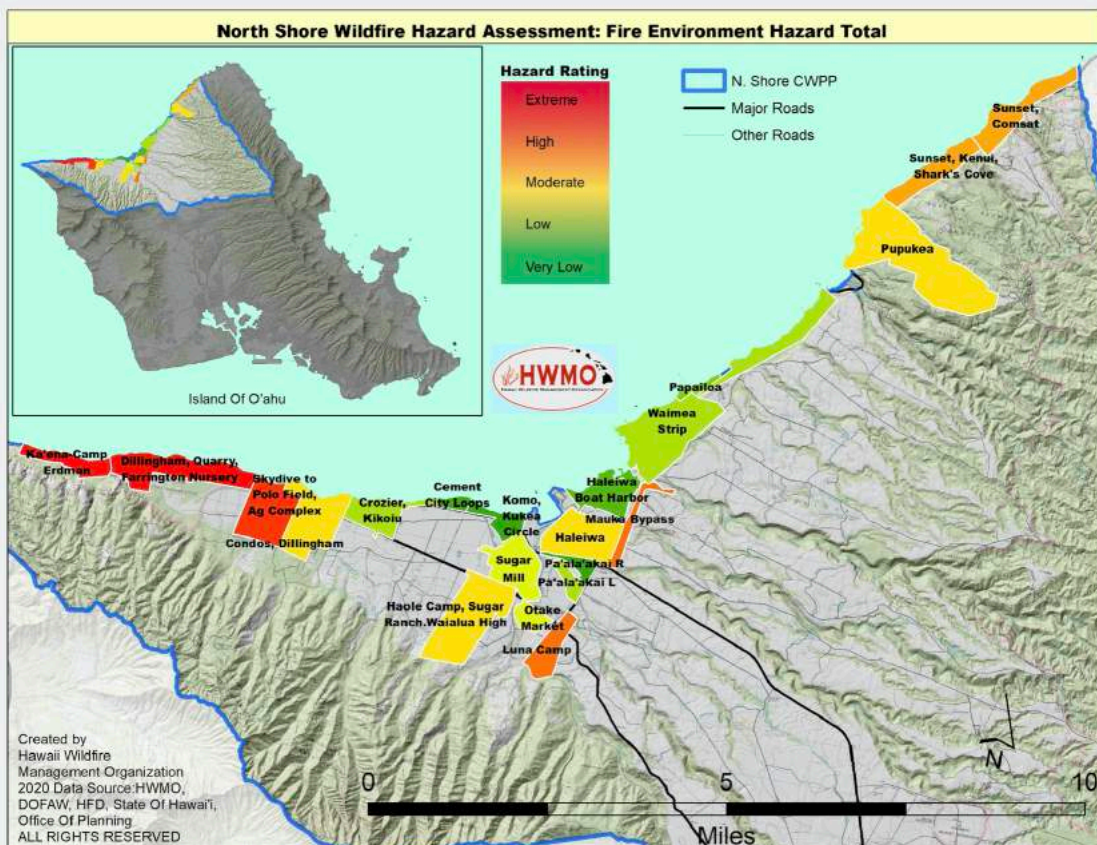 North Shore Wildfire Hazard Assessment: Fire Environment Hazard Total
Island Of O'ahu
Hazard Rating
Extreme
High
Moderate
Low
Very Low
N. Shore CWPP
Major Roads
Other Roads
HWMO
Sunset,
Comsat
Sunset, Kenui,
Shark's Cove
Pupukea
Papailoa
Waimea
Strip
Ka'ena-Camp
Erdman
Dillingham, Quarry,
Farrington Nursery
Skydive to
Polo Field,
Ag Complex
Condos, Dillingham
Crozier,
Kikoiu
Cement
City Loops
Komo,
Kukea
Circle
Haleiwa
Boat Harbor
Mauka Bypass
Haleiwa
Pa'ala'akai R
Pa'ala'akai L
Sugar
Mill
Haole Camp, Sugar
Ranch.Waialua High
Otake
Market
Luna Camp
Created by
Hawaii Wildfire
Management Organization
2020 Data Source:HWMO,
DOFAW, HFD, State Of Hawai'i,
Office Of Planning
ALL RIGHTS RESERVED
N
0 5 10
Miles